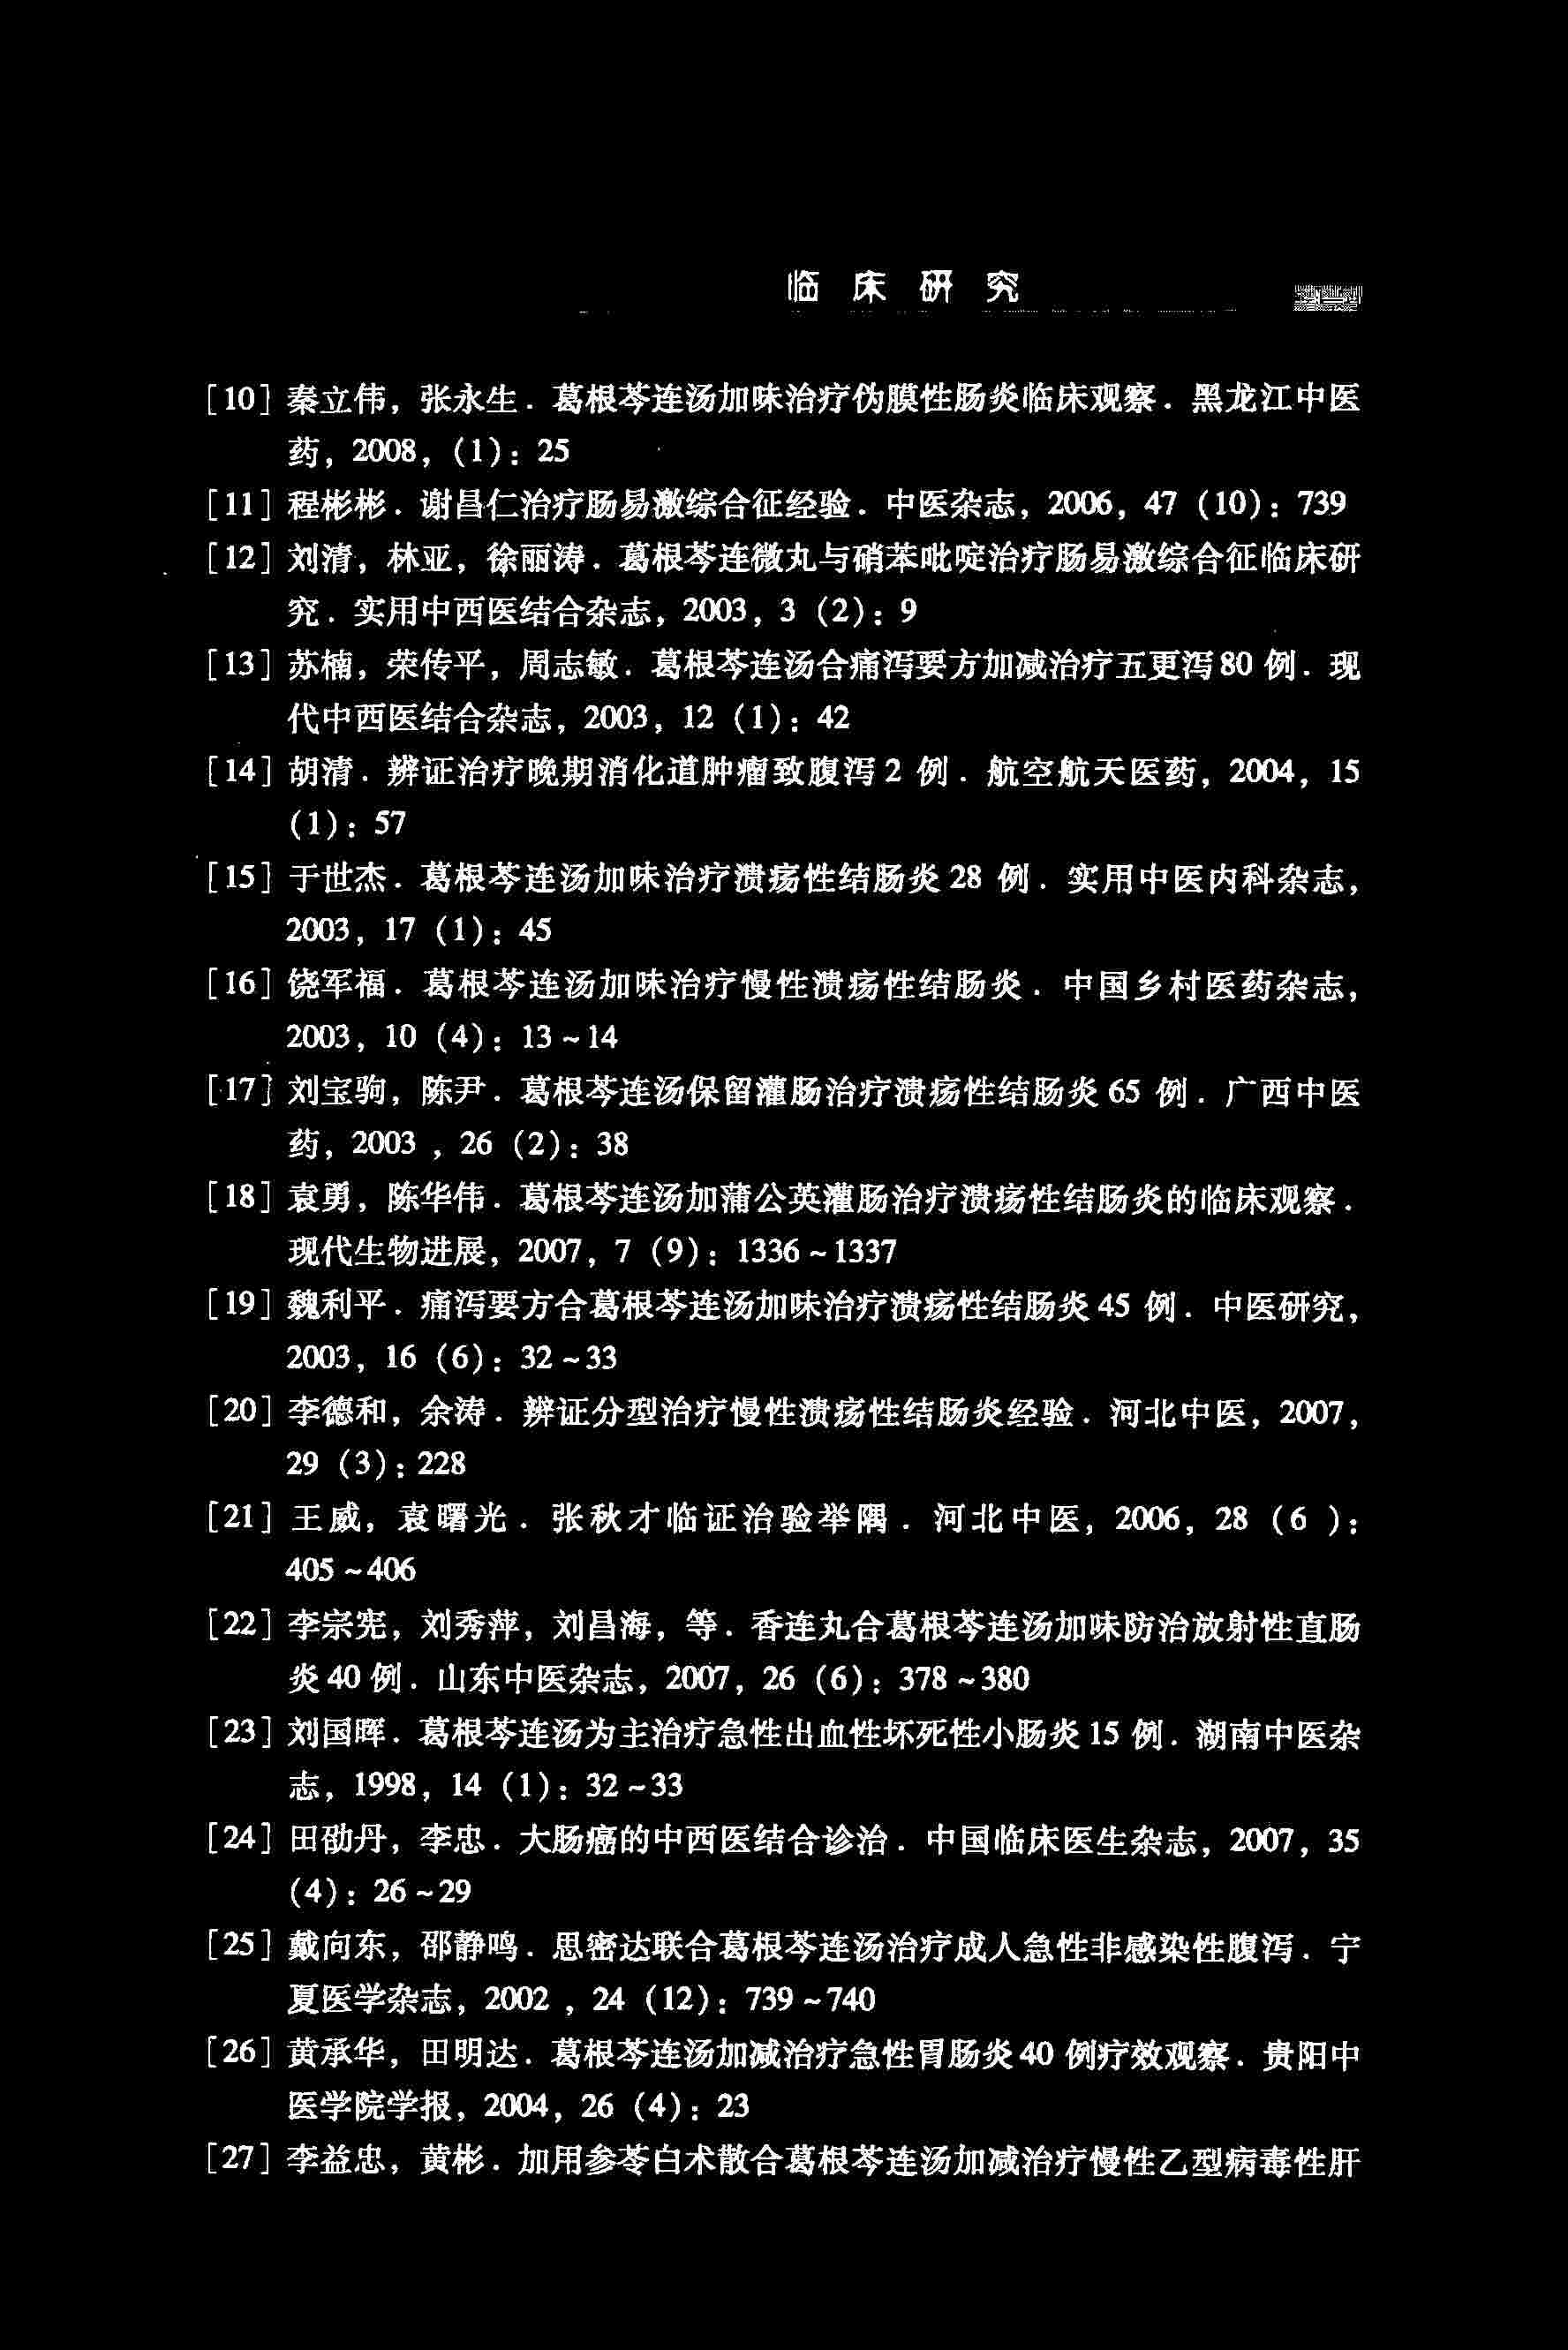 临床研究
[10] 秦立伟，张永生．葛根芩连汤加味治疗伪膜性肠炎临床观察．黑龙江中医
药，2008，(1)：25
[11] 程彬彬．谢昌仁治疗肠易激综合征经验．中医杂志，2006，47 (10)：739
[12] 刘清，林亚，徐丽涛．葛根芩连微丸与硝苯吡啶治疗肠易激综合征临床研
究．实用中西医结合杂志，2003，3 (2)：9
[13] 苏楠，荣传平，周志敏．葛根芩连汤合痛泻要方加减治疗五更泻80 例．现
代中西医结合杂志，2003，12 (1)：42
[14] 胡清．辨证治疗晚期消化道肿瘤致腹泻2 例．航空航天医药，2004，15
(1)：57
[15] 于世杰．葛根芩连汤加味治疗溃疡性结肠炎28 例．实用中医内科杂志，
2003，17 (1)：45
[16] 饶军福．葛根芩连汤加味治疗慢性溃疡性结肠炎．中国乡村医药杂志，
2003，10 (4)：13～14
[17] 刘宝驹，陈尹．葛根芩连汤保留灌肠治疗溃疡性结肠炎65 例．广西中医
药，2003 ，26 (2)：38
[18] 袁勇，陈华伟．葛根芩连汤加蒲公英灌肠治疗溃疡性结肠炎的临床观察．
现代生物进展，2007，7 (9)：1336～1337
[19] 魏利平．痛泻要方合葛根芩连汤加味治疗溃疡性结肠炎45 例．中医研究，
2003，16 (6)：32～33
[20] 李德和，余涛．辨证分型治疗慢性溃疡性结肠炎经验．河北中医，2007，
29 (3)：228
[21] 王威，袁曙光．张秋才临证治验举隅．河北中医，2006，28 (6 )：
405～406
[22] 李宗宪，刘秀萍，刘昌海，等．香连丸合葛根芩连汤加味防治放射性直肠
炎40 例．山东中医杂志，2007，26 (6)：378～380
[23] 刘国晖．葛根芩连汤为主治疗急性出血性坏死性小肠炎15 例．湖南中医杂
志，1998，14 (1)：32～33
[24] 田劭丹，李忠．大肠癌的中西医结合诊治．中国临床医生杂志，2007，35
(4)：26～29
[25] 戴向东，邵静鸣．思密达联合葛根芩连汤治疗成人急性非感染性腹泻．宁
夏医学杂志，2002 ，24 (12)：739～740
[26] 黄承华，田明达．葛根芩连汤加减治疗急性胃肠炎40 例疗效观察．贵阳中
医学院学报，2004，26 (4)：23
[27] 李益忠，黄彬．加用参苓白术散合葛根芩连汤加减治疗慢性乙型病毒性肝